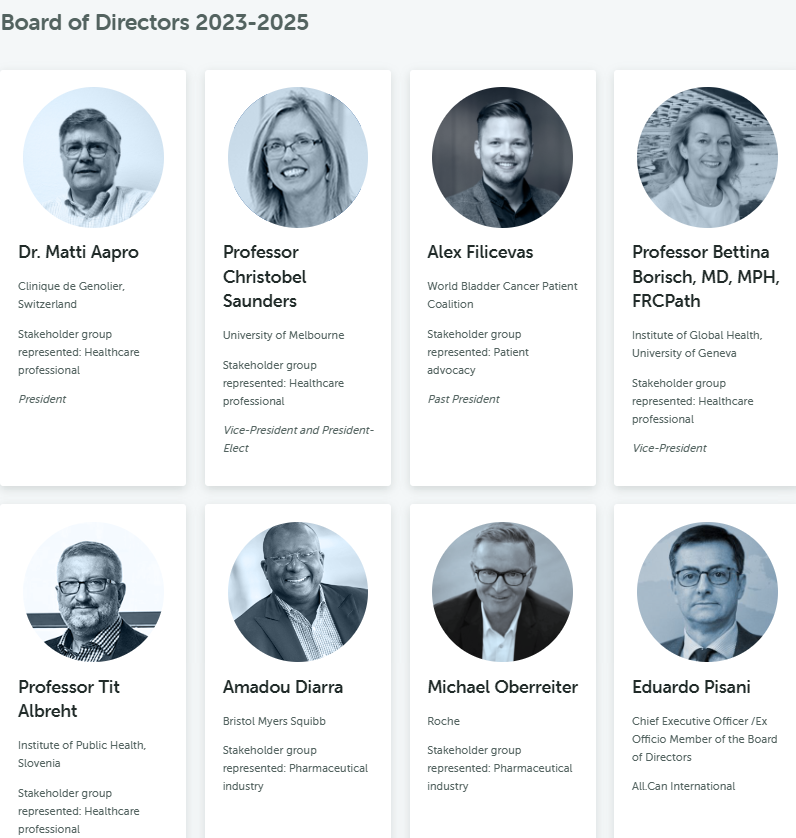 Board of Directors 2023-2025
Dr. Matti Aapro
Clinique de Genolier,
Switzerland
Stakeholder group
represented: Healthcare
professional
President
Professor
Christobel
Saunders
University of Melbourne
Stakeholder group
represented: Healthcare
professional
Vice-President and President-
Elect
Alex Filicevas
World Bladder Cancer Patient
Coalition
Stakeholder group
represented: Patient
advocacy
Past President
Professor Bettina
Borisch, MD, MPH,
FRCPath
Institute of Global Health,
University of Geneva
Stakeholder group
represented: Healthcare
professional
Vice-President
Professor Tit
Albreht
Institute of Public Health,
Slovenia
Stakeholder group
represented: Healthcare
professional
Amadou Diarra
Bristol Myers Squibb
Stakeholder group
represented: Pharmaceutical
industry
Michael Oberreiter
Roche
Stakeholder group
represented: Pharmaceutical
industry
Eduardo Pisani
Chief Executive Officer /Ex
Officio Member of the Board
of Directors
All.Can International